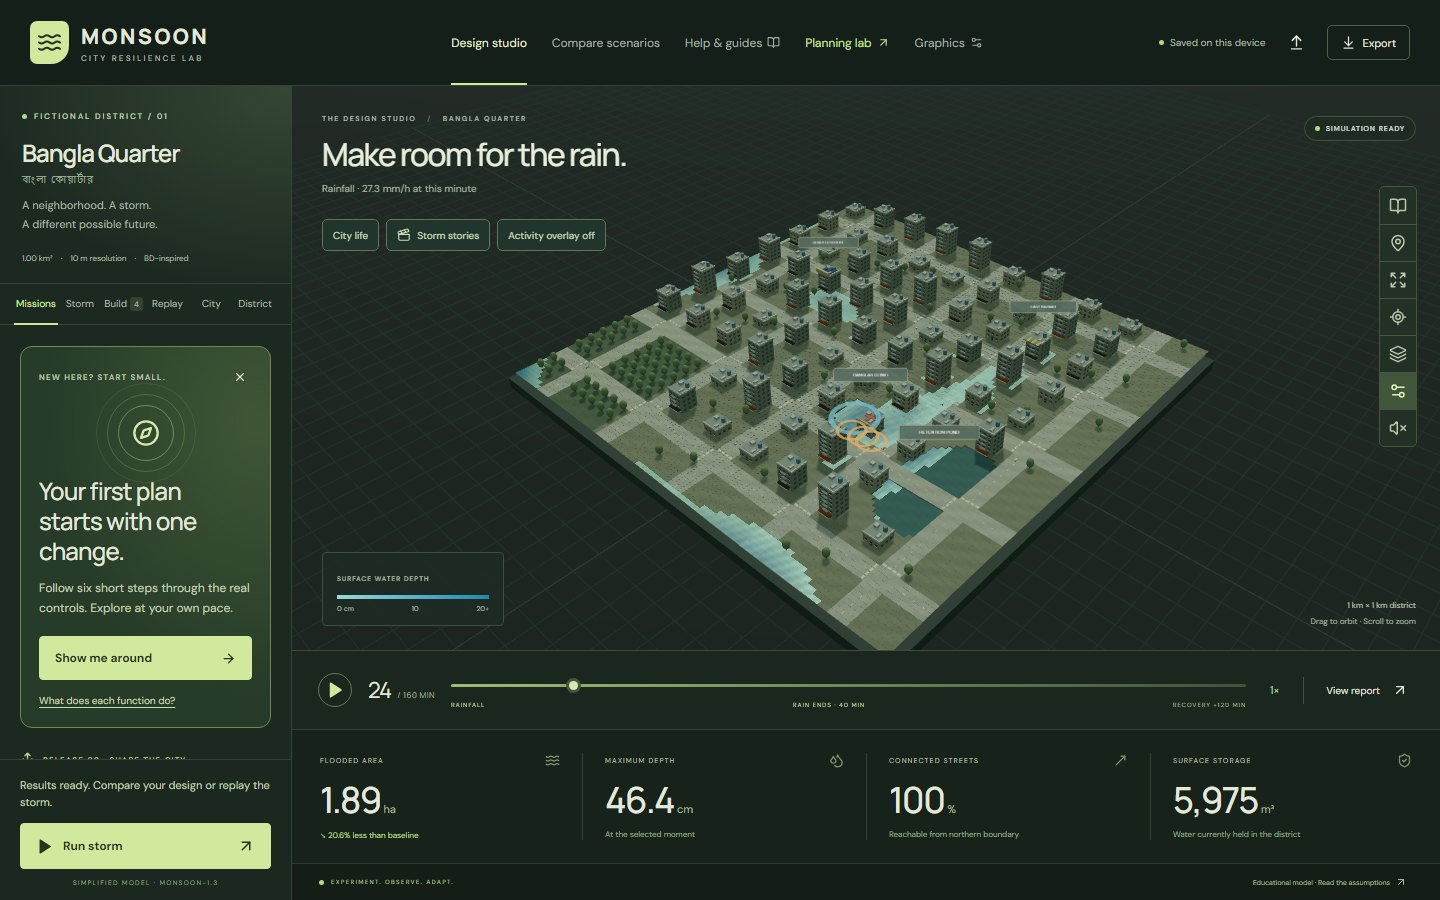 MONSOON
CITY RESILIENCE LAB
Design studio
Compare scenarios
Help & guides
Planning lab
Graphics
Saved on this device
Export
FICTIONAL DISTRICT / 01
Bangla Quarter
বাংলা কোয়ার্টার
A neighborhood. A storm.
A different possible future.
1.00 km² · 10 m resolution · BD-inspired
Missions
Storm
Build 4
Replay
City
District
NEW HERE? START SMALL.
Your first plan
starts with one
change.
Follow six short steps through the real
controls. Explore at your own pace.
Show me around
What does each function do?
Results ready. Compare your design or replay the
storm.
Run storm
SIMPLIFIED MODEL · MONSOON-1.3
THE DESIGN STUDIO / BANGLA QUARTER
Make room for the rain.
Rainfall · 27.3 mm/h at this minute
City life
Storm stories
Activity overlay off
SIMULATION READY
RETENTION POND
SURFACE WATER DEPTH
0 cm
10
20+
1 km × 1 km district
Drag to orbit · Scroll to zoom
24 / 160 MIN
RAINFALL
RAIN ENDS · 40 MIN
RECOVERY +120 MIN
1×
View report
FLOODED AREA
1.89 ha
↘ 20.6% less than baseline
MAXIMUM DEPTH
46.4 cm
At the selected moment
CONNECTED STREETS
100 %
Reachable from northern boundary
SURFACE STORAGE
5,975 m³
Water currently held in the district
EXPERIMENT. OBSERVE. ADAPT.
Educational model · Read the assumptions